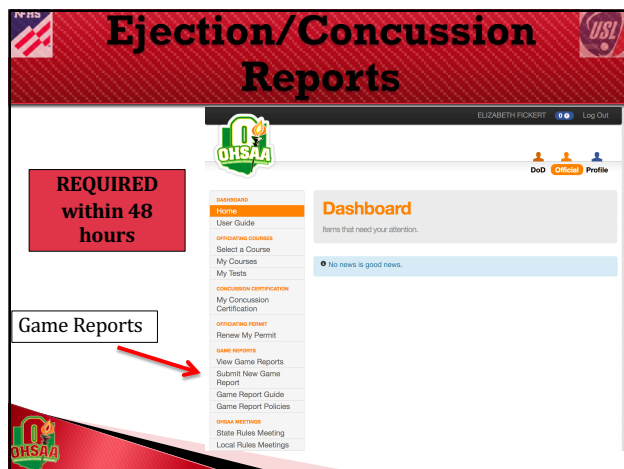 NFHS
Ejection/Concussion
Reports
USL
ELIZABETH FICKERT 0 Log Out
OHSAA
DoD Official Profile
REQUIRED
within 48
hours
DASHBOARD
Home
User Guide
OFFICIATING COURSES
Select a Course
My Courses
My Tests
CONCUSSION CERTIFICATION
My Concussion
Certification
OFFICIATING PERMIT
Renew My Permit
GAME REPORTS
View Game Reports
Submit New Game
Report
Game Report Guide
Game Report Policies
OHSAA MEETINGS
State Rules Meeting
Local Rules Meetings
Dashboard
Items that need your attention.
No news is good news.
Game Reports
OHSAA